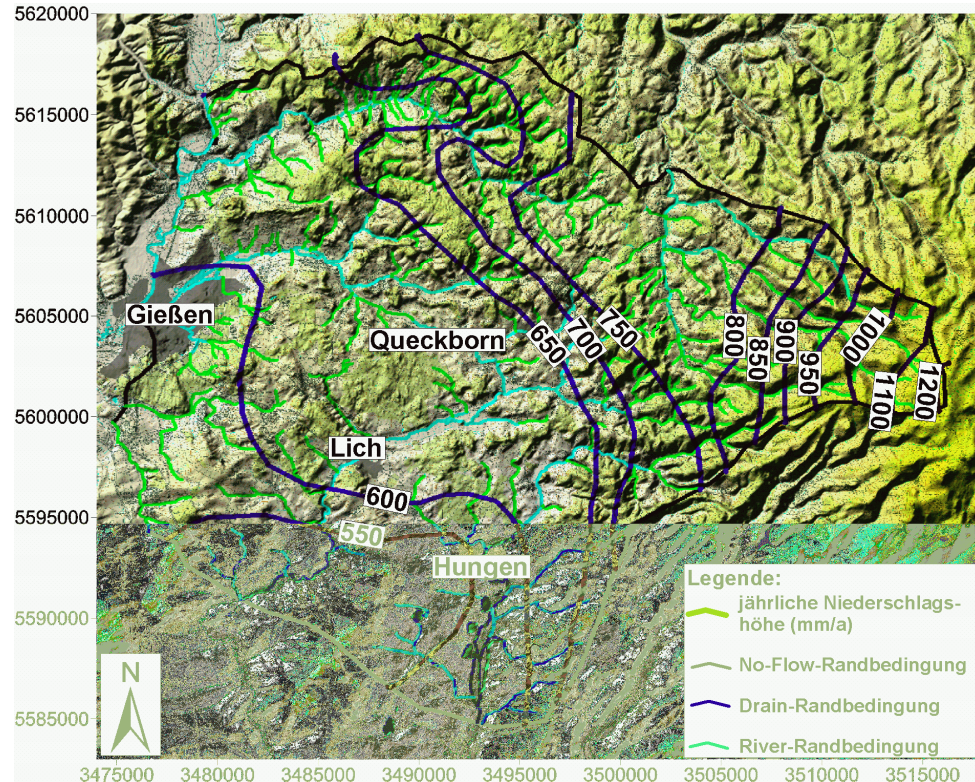 5620000
5615000
5610000
5605000
5600000
5595000
5590000
5585000
Gießen
Queckborn
Lich
Hungen
550
600
650
700
750
800
850
900
950
1000
1100
1200
N
Legende:
jährliche Niederschlags-
höhe (mm/a)
No-Flow-Randbedingung
Drain-Randbedingung
River-Randbedingung
3475000 3480000 3485000 3490000 3495000 3500000 3505000 3510000 3515000